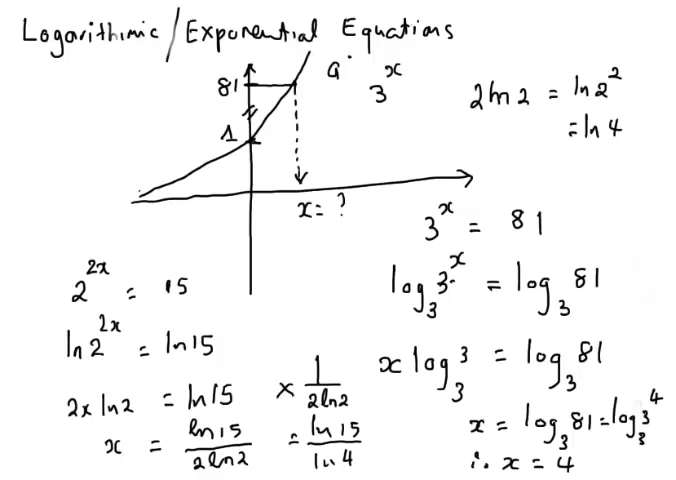 Logarithmic / Exponential Equations
81
1
x = ?
a. 3^x
2ln2 = ln2^2
= ln4
3^x = 81
log_3 3^x = log_3 81
x log_3 3 = log_3 81
x = log_3 81 = log_3 3^4
∴ x = 4
2^{2x} = 15
ln2^{2x} = ln15
2x ln2 = ln15 × 1/2ln2
x = ln15/2ln2 = ln15/ln4